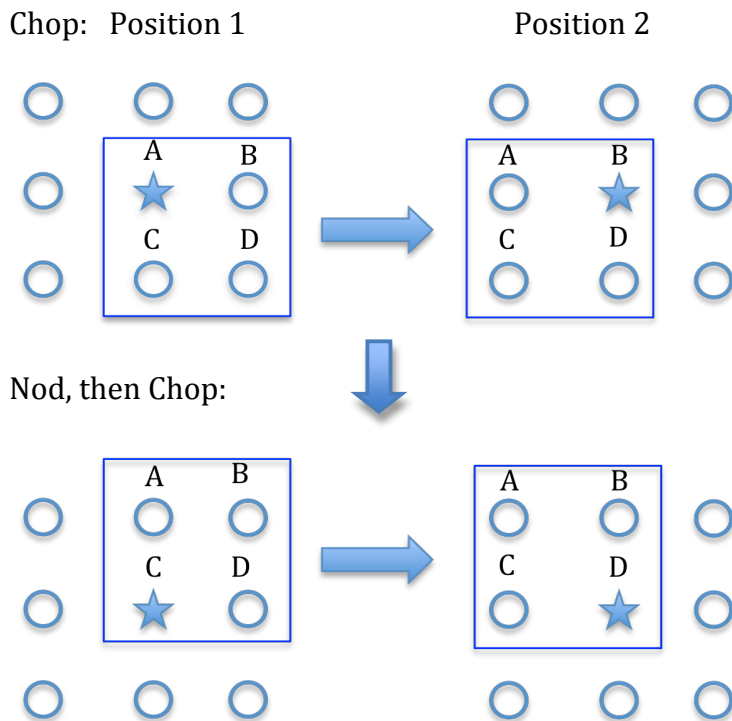 Chop: Position 1 Position 2
A B A B
C D C D
Nod, then Chop:
A B A B
C D C D